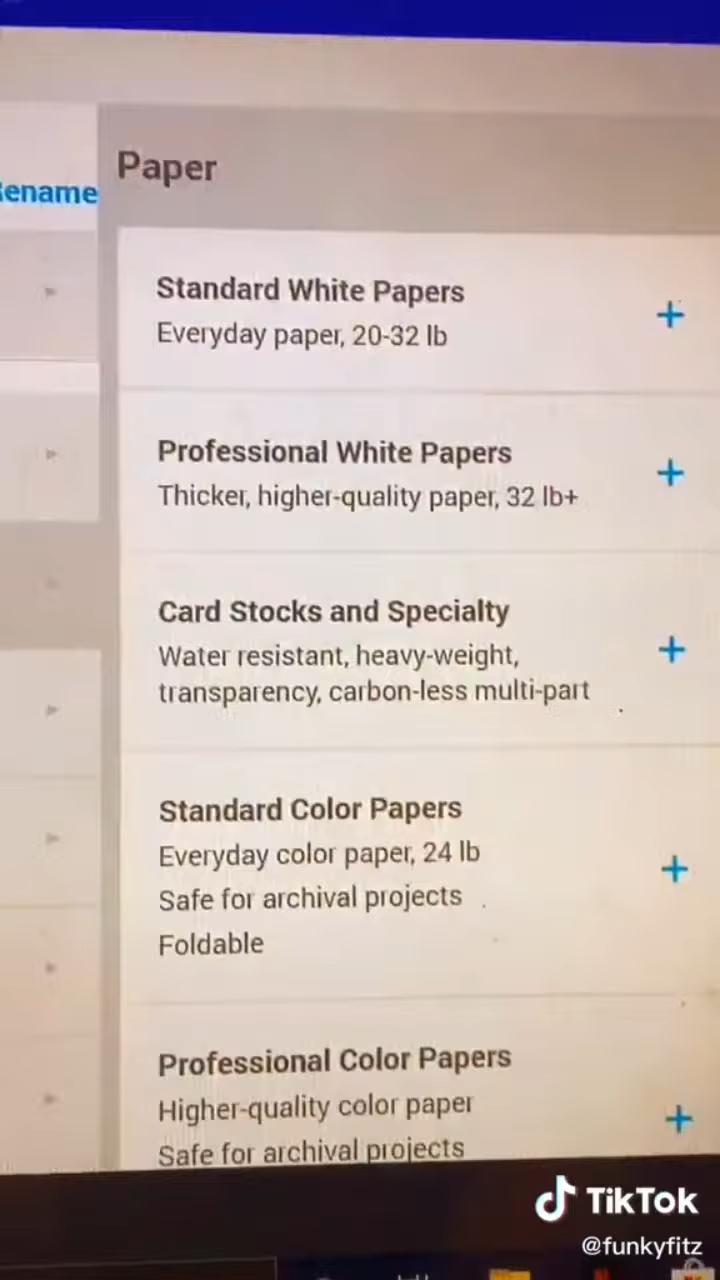 Rename
Paper
Standard White Papers
Everyday paper, 20-32 lb
Professional White Papers
Thicker, higher-quality paper, 32 lb+
Card Stocks and Specialty
Water resistant, heavy-weight,
transparency, carbon-less multi-part
Standard Color Papers
Everyday color paper, 24 lb
Safe for archival projects
Foldable
Professional Color Papers
Higher-quality color paper
Safe for archival projects
TikTok
@funkyfitz